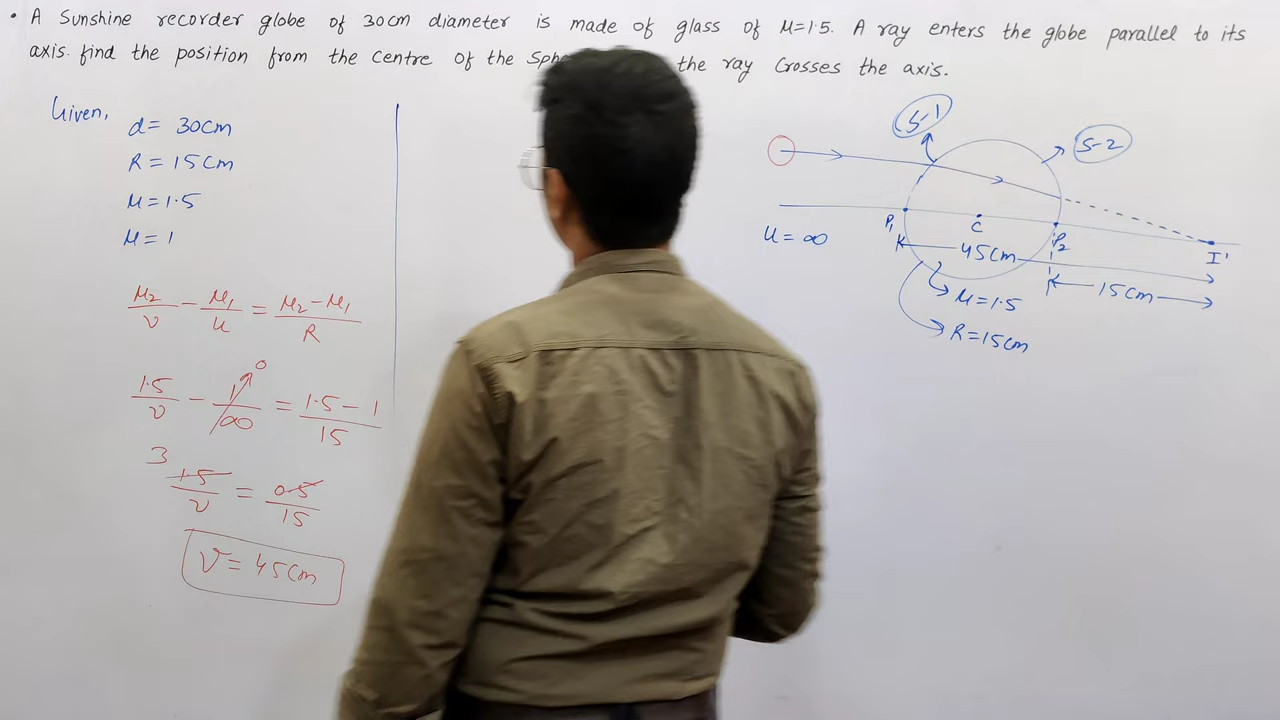 • A Sunshine recorder globe of 30cm diameter is made of glass of μ=1.5. A ray enters the globe parallel to its
axis. find the position from the Centre of the the ray Crosses the axis.
Given,
d= 30cm
R= 15cm
μ=1.5
μ= 1
μ2/v - μ1/u = μ2-μ1/R
1.5/v - 1/∞ = 1.5-1/15
0
3
1.5/v = 0.5/15
v= 45cm
S-1
S-2
P1
C
P2
I'
u= ∞
45cm
15cm
μ=1.5
R=15cm